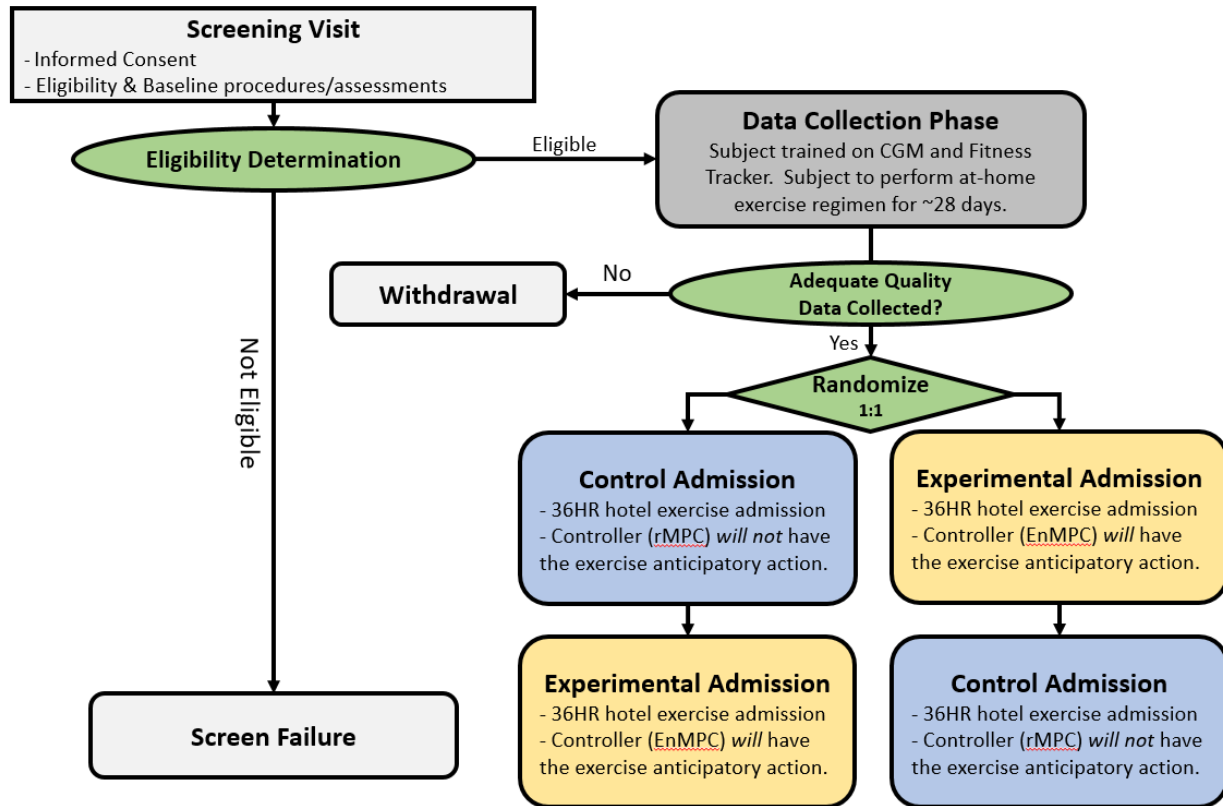 Screening Visit
- Informed Consent
- Eligibility & Baseline procedures/assessments
Eligibility Determination
Eligible
Data Collection Phase
Subject trained on CGM and Fitness
Tracker.  Subject to perform at-home
exercise regimen for ~28 days.
Not Eligible
Adequate Quality
Data Collected?
No
Withdrawal
Yes
Randomize
1:1
Control Admission
- 36HR hotel exercise admission
- Controller (rMPC) will not have
the exercise anticipatory action.
Experimental Admission
- 36HR hotel exercise admission
- Controller (EnMPC) will have
the exercise anticipatory action.
Experimental Admission
- 36HR hotel exercise admission
- Controller (EnMPC) will have
the exercise anticipatory action.
Control Admission
- 36HR hotel exercise admission
- Controller (rMPC) will not have
the exercise anticipatory action.
Screen Failure